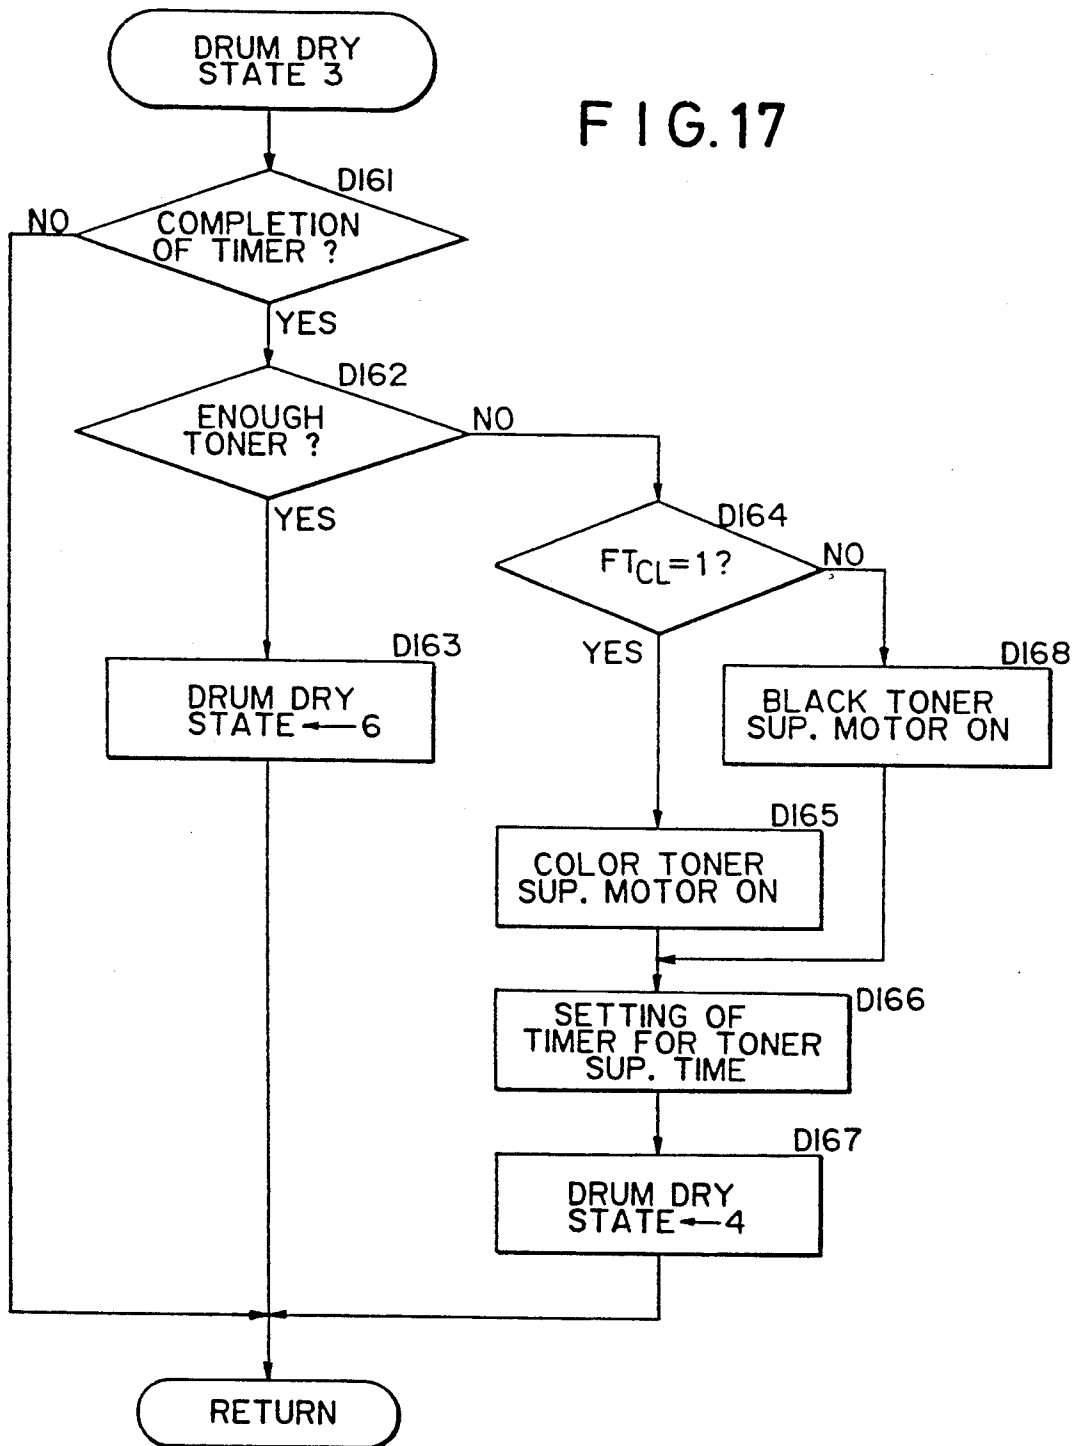 DRUM DRY
STATE 3
FIG.17
D161
NO
COMPLETION
OF TIMER ?
YES
D162
ENOUGH
TONER ?
NO
YES
D164
FTCL=1?
NO
YES
D163
DRUM DRY
STATE←6
D168
BLACK TONER
SUP. MOTOR ON
D165
COLOR TONER
SUP. MOTOR ON
D166
SETTING OF
TIMER FOR TONER
SUP. TIME
D167
DRUM DRY
STATE←4
RETURN